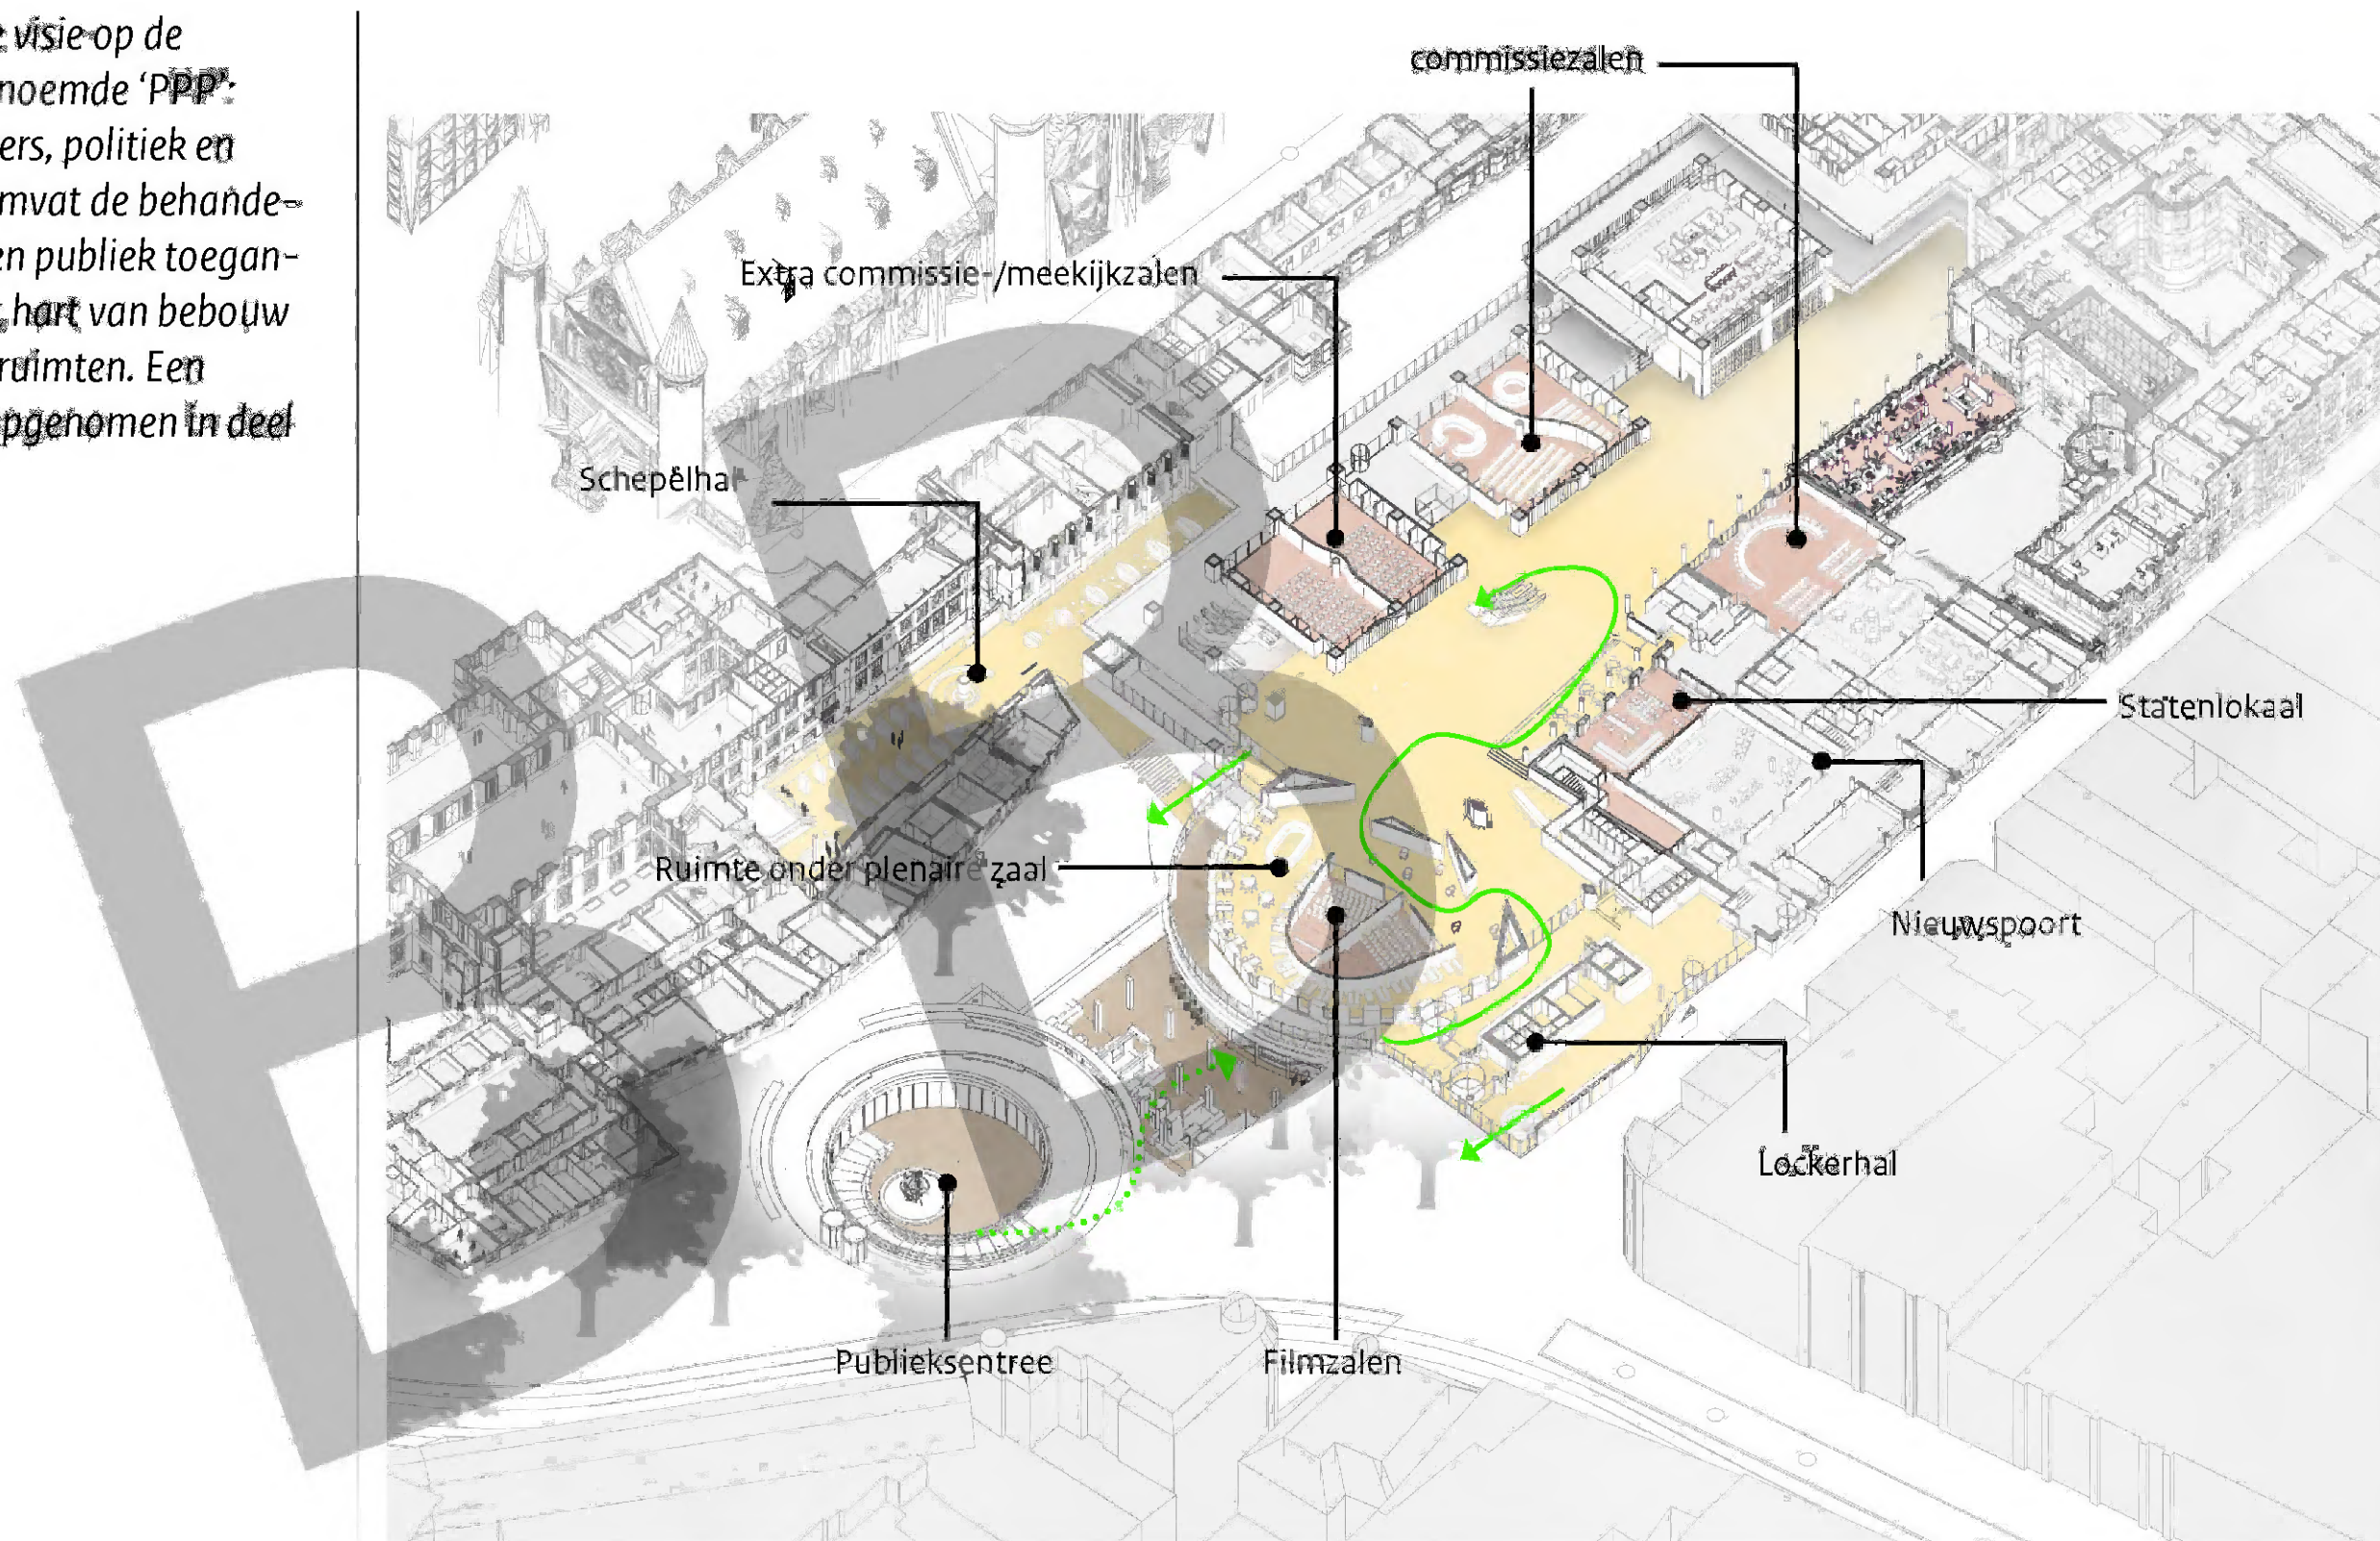 visie op de
noemde ‘PPP’:
ers, politiek en
mvat de behande-
en publiek toegan-
hart van bebouw
ruimten. Een
pgenomen in deel
commissiezalen
Extra commissie-/meekijkzalen
Schepelhal
Statenlokaal
Ruimte onder plenaire zaal
Nieuwspoort
Lockerhal
Publieksentree
Filmzalen